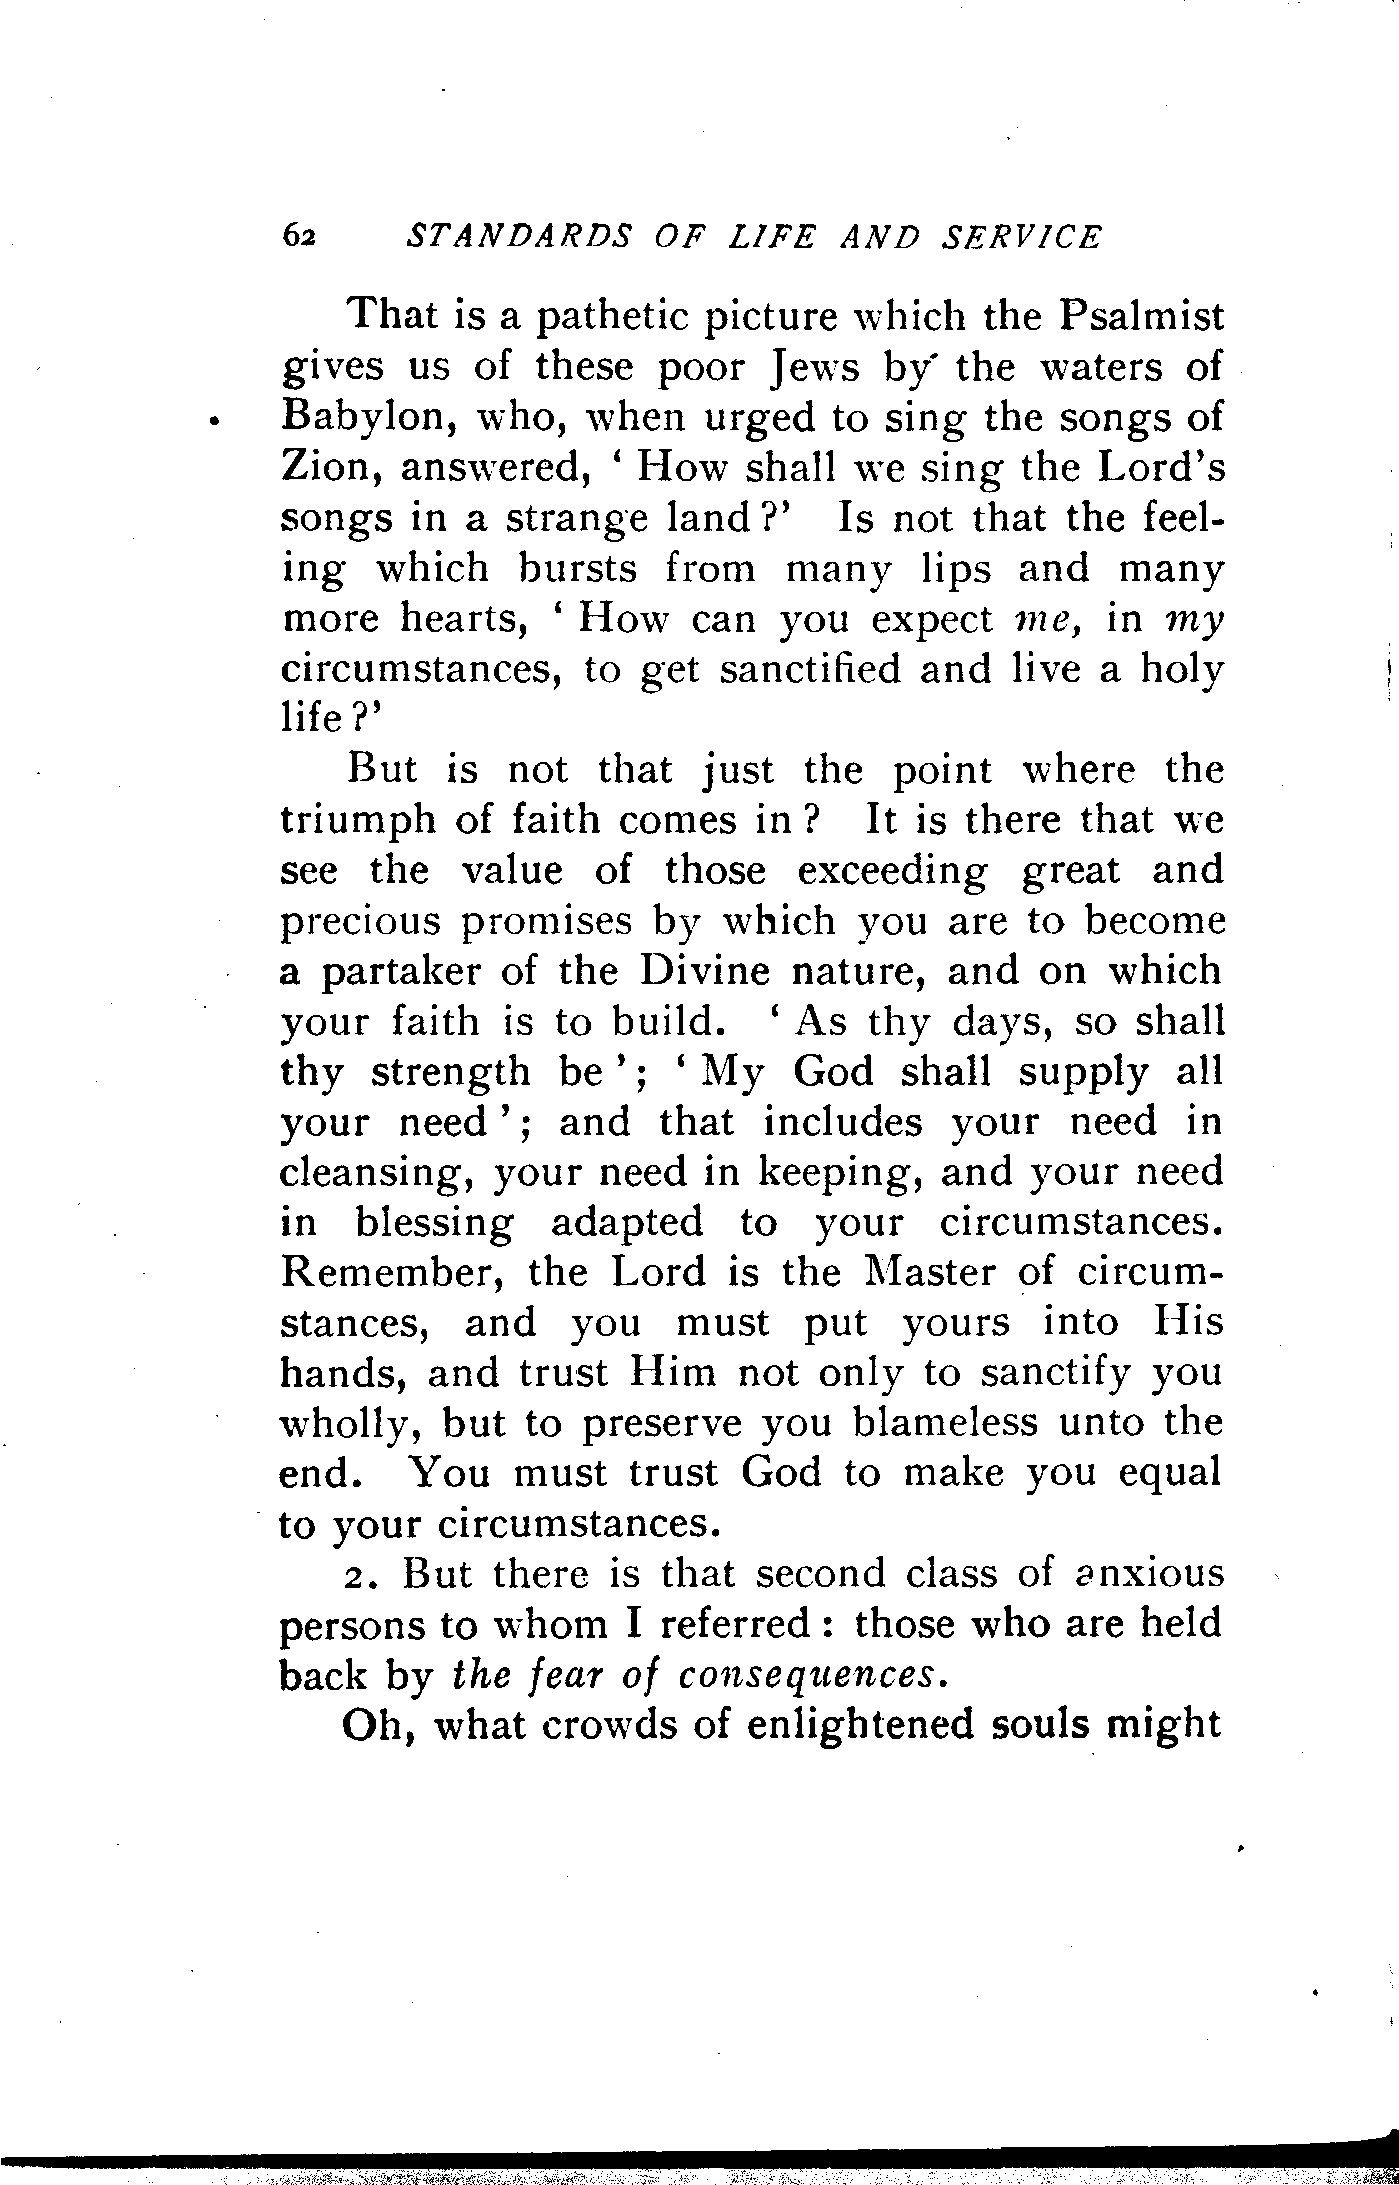 62 STANDARDS OF LIFE AND SERVICE
That is a pathetic picture which the Psalmist
gives us of these poor Jews by the waters of
Babylon, who, when urged to sing the songs of
Zion, answered, ‘ How shall we sing the Lord’s
songs in a strange land ?’ Is not that the feel-
ing which bursts from many lips and many
more hearts, ‘ How can you expect me, in my
circumstances, to get sanctified and live a holy
life ?’
But is not that just the point where the
triumph of faith comes in ? It is there that we
see the value of those exceeding great and
precious promises by which you are to become
a partaker of the Divine nature, and on which
your faith is to build. ‘ As thy days, so shall
thy strength be ’; ‘ My God shall supply all
your need ’; and that includes your need in
cleansing, your need in keeping, and your need
in blessing adapted to your circumstances.
Remember, the Lord is the Master of circum-
stances, and you must put yours into His
hands, and trust Him not only to sanctify you
wholly, but to preserve you blameless unto the
end. You must trust God to make you equal
to your circumstances.
2. But there is that second class of anxious
persons to whom I referred : those who are held
back by the fear of consequences.
Oh, what crowds of enlightened souls might